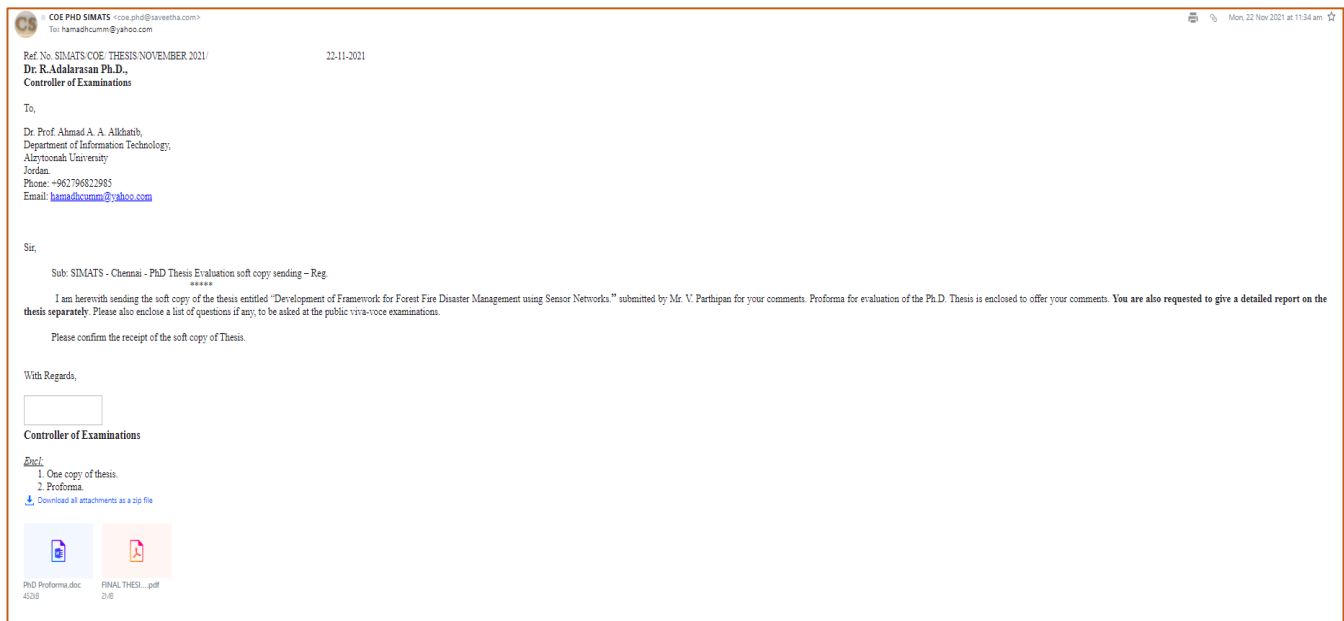 CS
COE PHD SIMATS <coe.phd@saveetha.com>
To: hamadhcumm@yahoo.com
Mon, 22 Nov 2021 at 11:34 am
Ref. No. SIMATS/COE/ THESIS/NOVEMBER 2021/ 22-11-2021
Dr. R.Adalarasan Ph.D.,
Controller of Examinations
To,
Dr. Prof. Ahmad A. A. Alkhatib,
Department of Information Technology,
Alzytoonah University
Jordan.
Phone: +962796822985
Email: hamadhcumm@yahoo.com
Sir,
Sub: SIMATS - Chennai - PhD Thesis Evaluation soft copy sending – Reg.
*****
I am herewith sending the soft copy of the thesis entitled “Development of Framework for Forest Fire Disaster Management using Sensor Networks.” submitted by Mr. V. Parthipan for your comments. Proforma for evaluation of the Ph.D. Thesis is enclosed to offer your comments. You are also requested to give a detailed report on the
thesis separately. Please also enclose a list of questions if any, to be asked at the public viva-voce examinations.
Please confirm the receipt of the soft copy of Thesis.
With Regards,
Controller of Examinations
Encl:
1. One copy of thesis.
2. Proforma.
Download all attachments as a zip file
PhD Proforma.doc
452kB
FINAL THESI....pdf
2MB